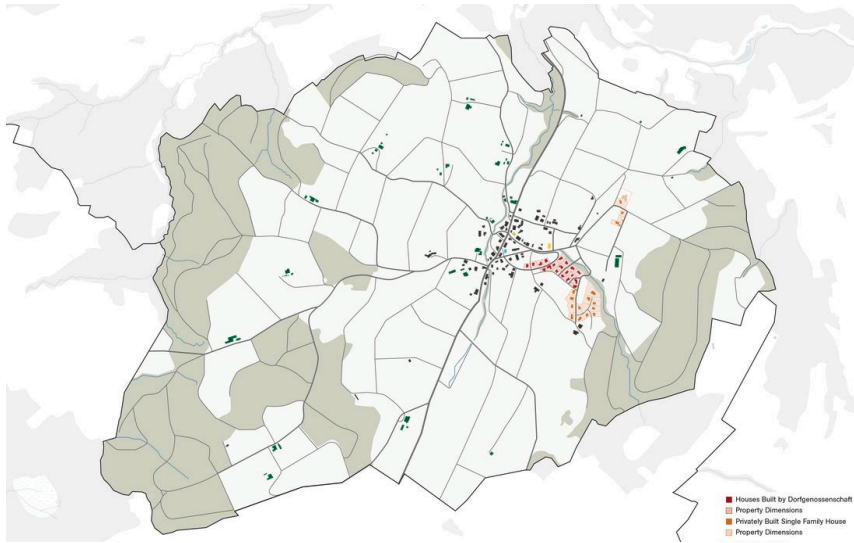 Houses Built by Dorfgenossenschaft
Property Dimensions
Privately Built Single Family House
Property Dimensions